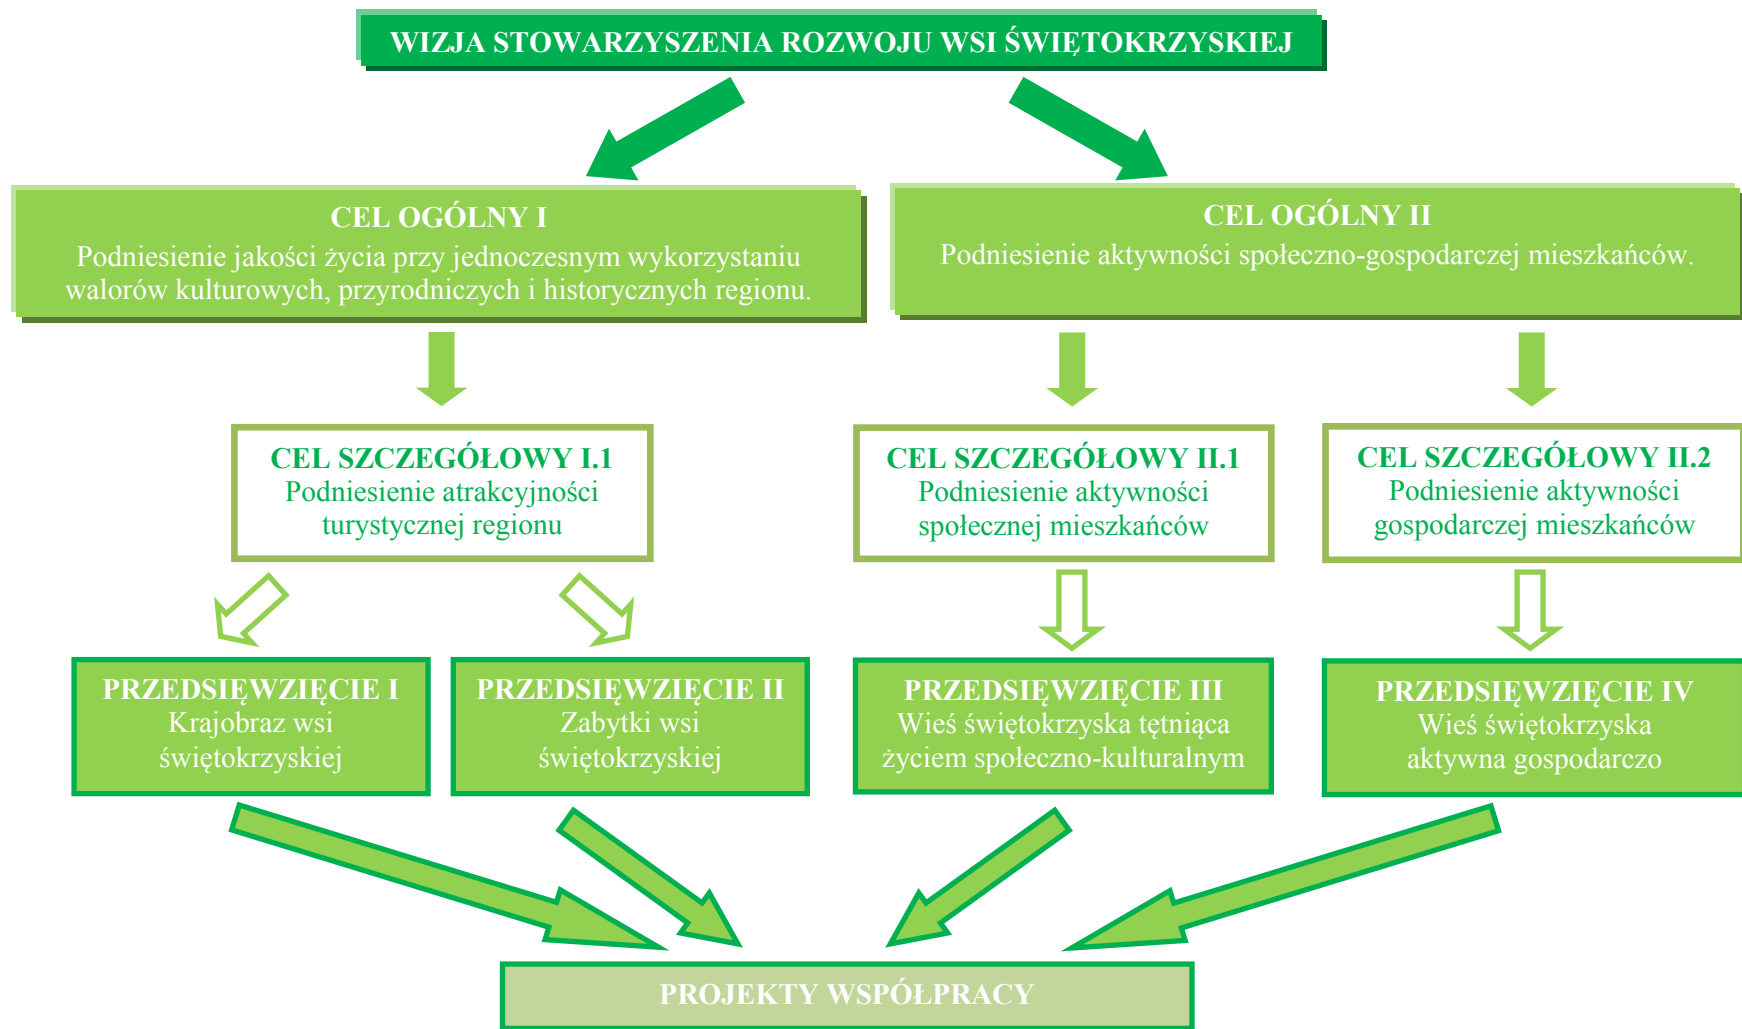 WIZJA STOWARZYSZENIA ROZWOJU WSI ŚWIĘTOKRZYSKIEJ
CEL OGÓLNY I
Podniesienie jakości życia przy jednoczesnym wykorzystaniu
walorów kulturowych, przyrodniczych i historycznych regionu.
CEL OGÓLNY II
Podniesienie aktywności społeczno-gospodarczej mieszkańców.
CEL SZCZEGÓŁOWY I.1
Podniesienie atrakcyjności
turystycznej regionu
CEL SZCZEGÓŁOWY II.1
Podniesienie aktywności
społecznej mieszkańców
CEL SZCZEGÓŁOWY II.2
Podniesienie aktywności
gospodarczej mieszkańców
PRZEDSIĘWZIĘCIE I
Krajobraz wsi
świętokrzyskiej
PRZEDSIĘWZIĘCIE II
Zabytki wsi
świętokrzyskiej
PRZEDSIĘWZIĘCIE III
Wieś świętokrzyska tętniąca
życiem społeczno-kulturalnym
PRZEDSIĘWZIĘCIE IV
Wieś świętokrzyska
aktywna gospodarczo
PROJEKTY WSPÓŁPRACY